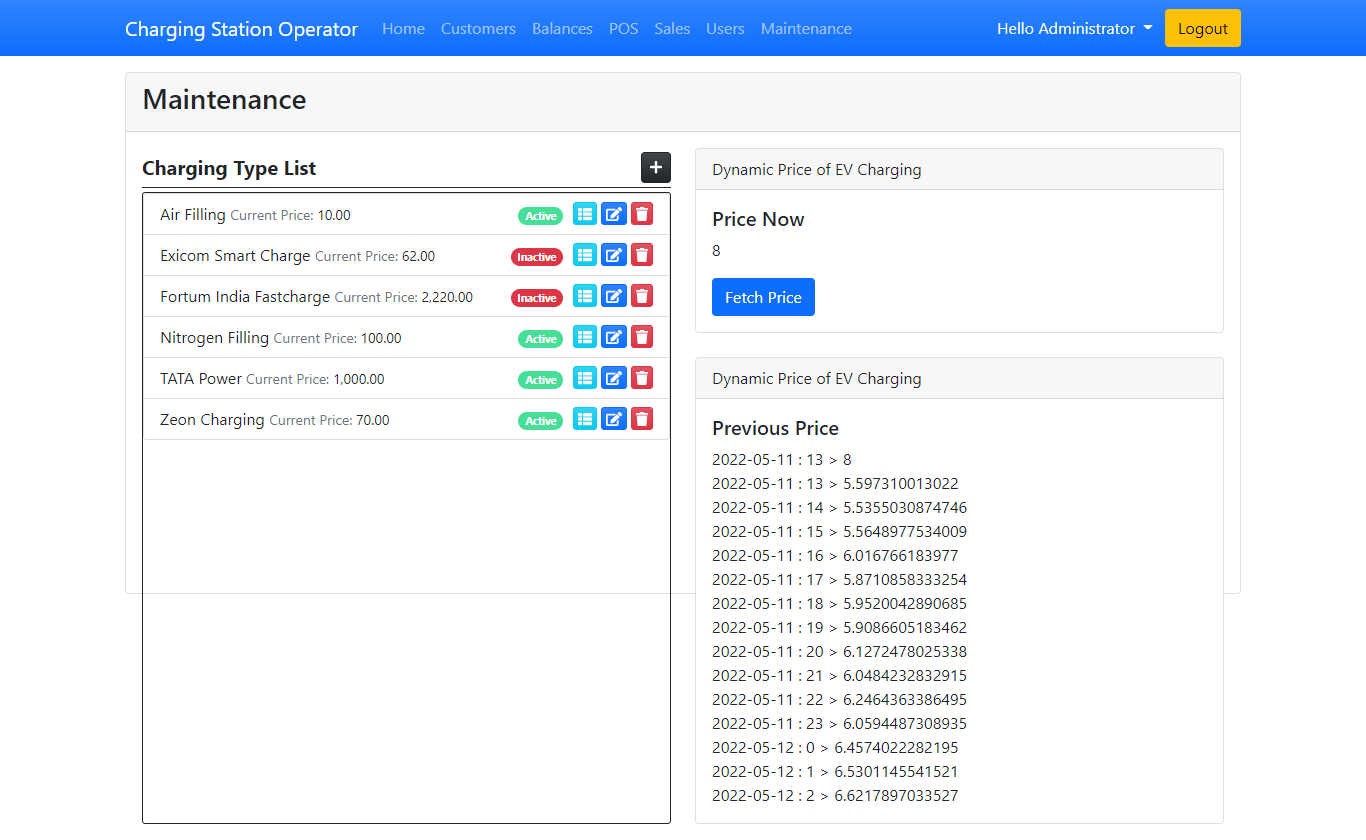 Charging Station Operator Home Customers Balances POS Sales Users Maintenance Hello Administrator Logout
Maintenance
Charging Type List
Air Filling Current Price: 10.00 Active
Exicom Smart Charge Current Price: 62.00 Inactive
Fortum India Fastcharge Current Price: 2,220.00 Inactive
Nitrogen Filling Current Price: 100.00 Active
TATA Power Current Price: 1,000.00 Active
Zeon Charging Current Price: 70.00 Active
Dynamic Price of EV Charging
Price Now
8
Fetch Price
Dynamic Price of EV Charging
Previous Price
2022-05-11 : 13 > 8
2022-05-11 : 13 > 5.597310013022
2022-05-11 : 14 > 5.5355030874746
2022-05-11 : 15 > 5.5648977534009
2022-05-11 : 16 > 6.016766183977
2022-05-11 : 17 > 5.8710858333254
2022-05-11 : 18 > 5.9520042890685
2022-05-11 : 19 > 5.9086605183462
2022-05-11 : 20 > 6.1272478025338
2022-05-11 : 21 > 6.0484232832915
2022-05-11 : 22 > 6.2464363386495
2022-05-11 : 23 > 6.0594487308935
2022-05-12 : 0 > 6.4574022282195
2022-05-12 : 1 > 6.5301145541521
2022-05-12 : 2 > 6.6217897033527